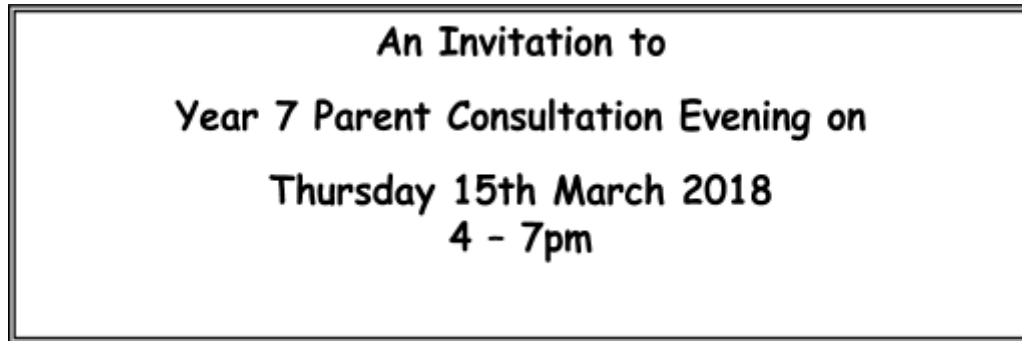 An Invitation to
Year 7 Parent Consultation Evening on
Thursday 15th March 2018
4 – 7pm